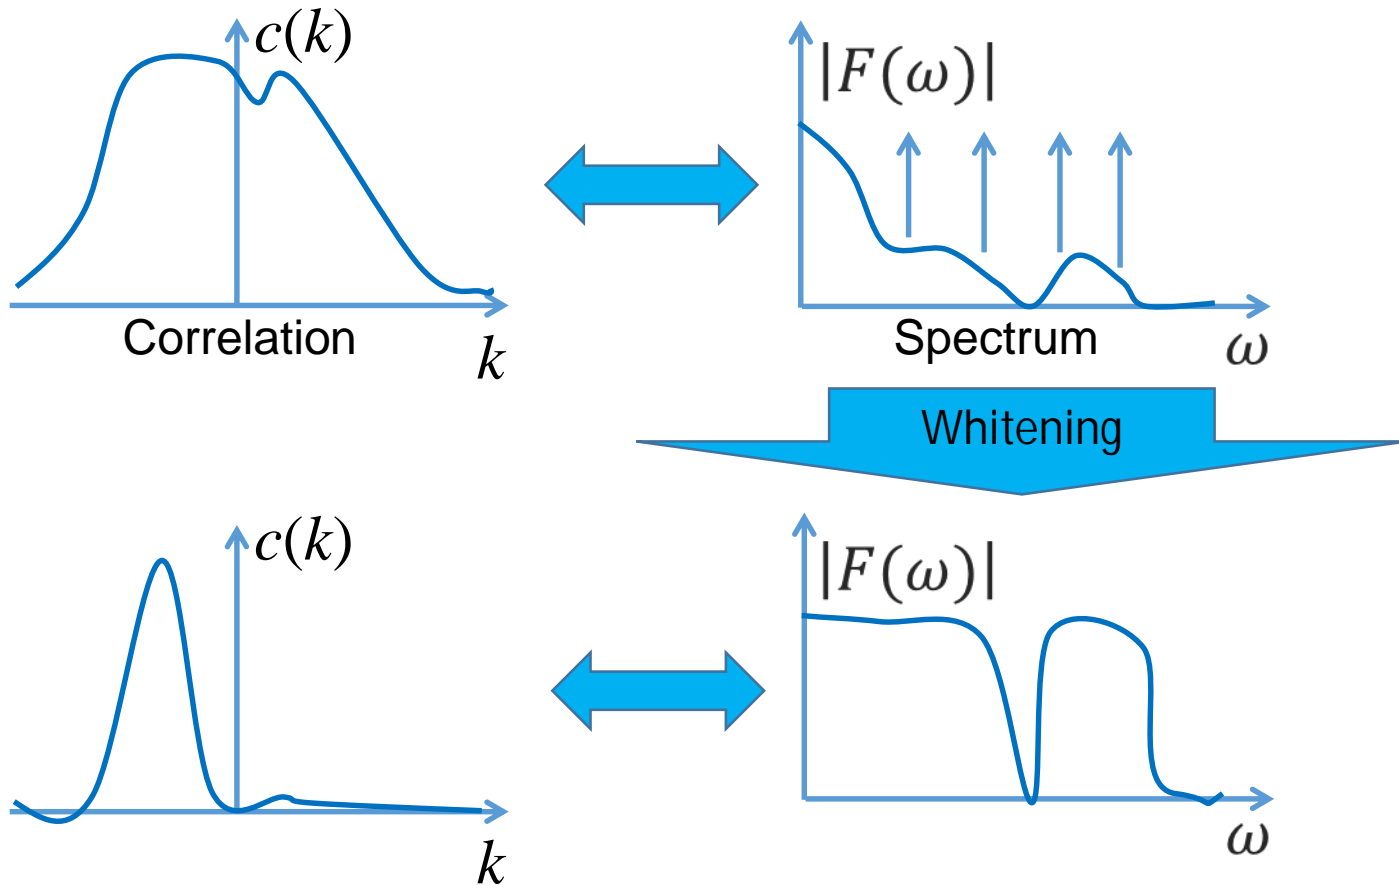 c(k)
|F(ω)|
Correlation
k
Spectrum
ω
Whitening
c(k)
|F(ω)|
k
ω